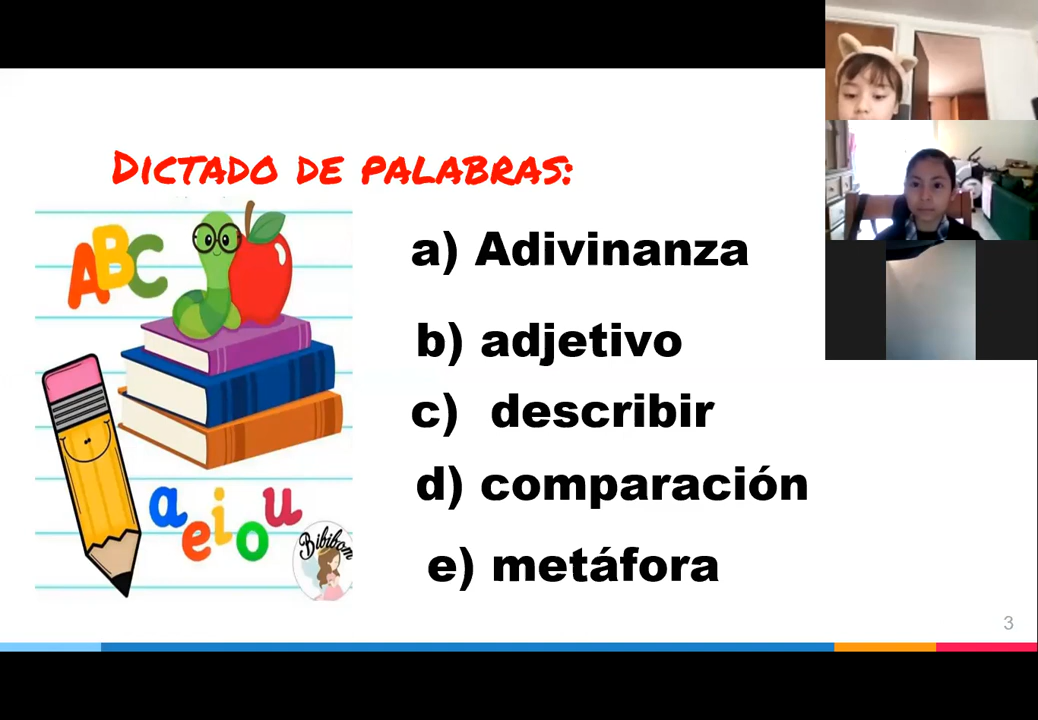 DICTADO DE PALABRAS:
ABC
a) Adivinanza
b) adjetivo
c) describir
d) comparación
e) metáfora
a e i o u
Bibibom
3